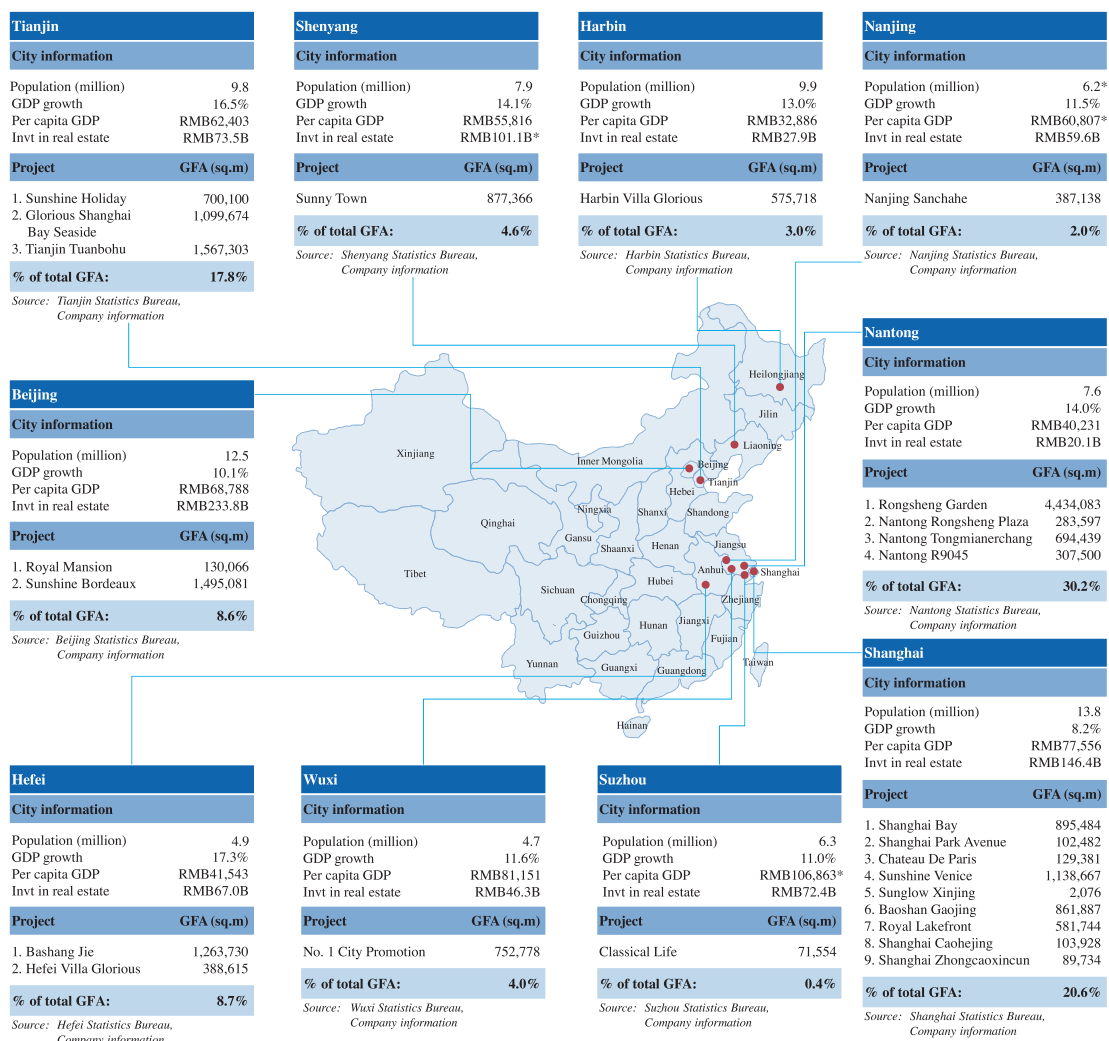 Tianjin
City information
Population (million) 9.8
GDP growth 16.5%
Per capita GDP RMB62,403
Invt in real estate RMB73.5B
Project GFA (sq.m)
1. Sunshine Holiday 700,100
2. Glorious Shanghai 1,099,674
Bay Seaside
3. Tianjin Tuanbohu 1,567,303
% of total GFA: 17.8%
Source: Tianjin Statistics Bureau,
Company information
Shenyang
City information
Population (million) 7.9
GDP growth 14.1%
Per capita GDP RMB55,816
Invt in real estate RMB101.1B*
Project GFA (sq.m)
Sunny Town 877,366
% of total GFA: 4.6%
Source: Shenyang Statistics Bureau,
Company information
Harbin
City information
Population (million) 9.9
GDP growth 13.0%
Per capita GDP RMB32,886
Invt in real estate RMB27.9B
Project GFA (sq.m)
Harbin Villa Glorious 575,718
% of total GFA: 3.0%
Source: Harbin Statistics Bureau,
Company information
Nanjing
City information
Population (million) 6.2*
GDP growth 11.5%
Per capita GDP RMB60,807*
Invt in real estate RMB59.6B
Project GFA (sq.m)
Nanjing Sanchahe 387,138
% of total GFA: 2.0%
Source: Nanjing Statistics Bureau,
Company information
Beijing
City information
Population (million) 12.5
GDP growth 10.1%
Per capita GDP RMB68,788
Invt in real estate RMB233.8B
Project GFA (sq.m)
1. Royal Mansion 130,066
2. Sunshine Bordeaux 1,495,081
% of total GFA: 8.6%
Source: Beijing Statistics Bureau,
Company information
Heilongjiang
Jilin
Liaoning
Xinjiang
Inner Mongolia
Beijing
Tianjin
Hebei
Ningxia
Shanxi
Shandong
Qinghai
Gansu
Shaanxi
Henan
Jiangsu
Tibet
Anhui
Shanghai
Sichuan
Hubei
Chongqing
Zhejiang
Hunan
Jiangxi
Guizhou
Fujian
Yunnan
Guangxi
Guangdong
Taiwan
Hainan
Nantong
City information
Population (million) 7.6
GDP growth 14.0%
Per capita GDP RMB40,231
Invt in real estate RMB20.1B
Project GFA (sq.m)
1. Rongsheng Garden 4,434,083
2. Nantong Rongsheng Plaza 283,597
3. Nantong Tongmianerchang 694,439
4. Nantong R9045 307,500
% of total GFA: 30.2%
Source: Nantong Statistics Bureau,
Company information
Shanghai
City information
Population (million) 13.8
GDP growth 8.2%
Per capita GDP RMB77,556
Invt in real estate RMB146.4B
Project GFA (sq.m)
1. Shanghai Bay 895,484
2. Shanghai Park Avenue 102,482
3. Chateau De Paris 129,381
4. Sunshine Venice 1,138,667
5. Sunglow Xinjing 2,076
6. Baoshan Gaojing 861,887
7. Royal Lakefront 581,744
8. Shanghai Caohejing 103,928
9. Shanghai Zhongcaoxincun 89,734
% of total GFA: 20.6%
Source: Shanghai Statistics Bureau,
Company information
Hefei
City information
Population (million) 4.9
GDP growth 17.3%
Per capita GDP RMB41,543
Invt in real estate RMB67.0B
Project GFA (sq.m)
1. Bashang Jie 1,263,730
2. Hefei Villa Glorious 388,615
% of total GFA: 8.7%
Source: Hefei Statistics Bureau,
Company information
Wuxi
City information
Population (million) 4.7
GDP growth 11.6%
Per capita GDP RMB81,151
Invt in real estate RMB46.3B
Project GFA (sq.m)
No. 1 City Promotion 752,778
% of total GFA: 4.0%
Source: Wuxi Statistics Bureau,
Company information
Suzhou
City information
Population (million) 6.3
GDP growth 11.0%
Per capita GDP RMB106,863*
Invt in real estate RMB72.4B
Project GFA (sq.m)
Classical Life 71,554
% of total GFA: 0.4%
Source: Suzhou Statistics Bureau,
Company information